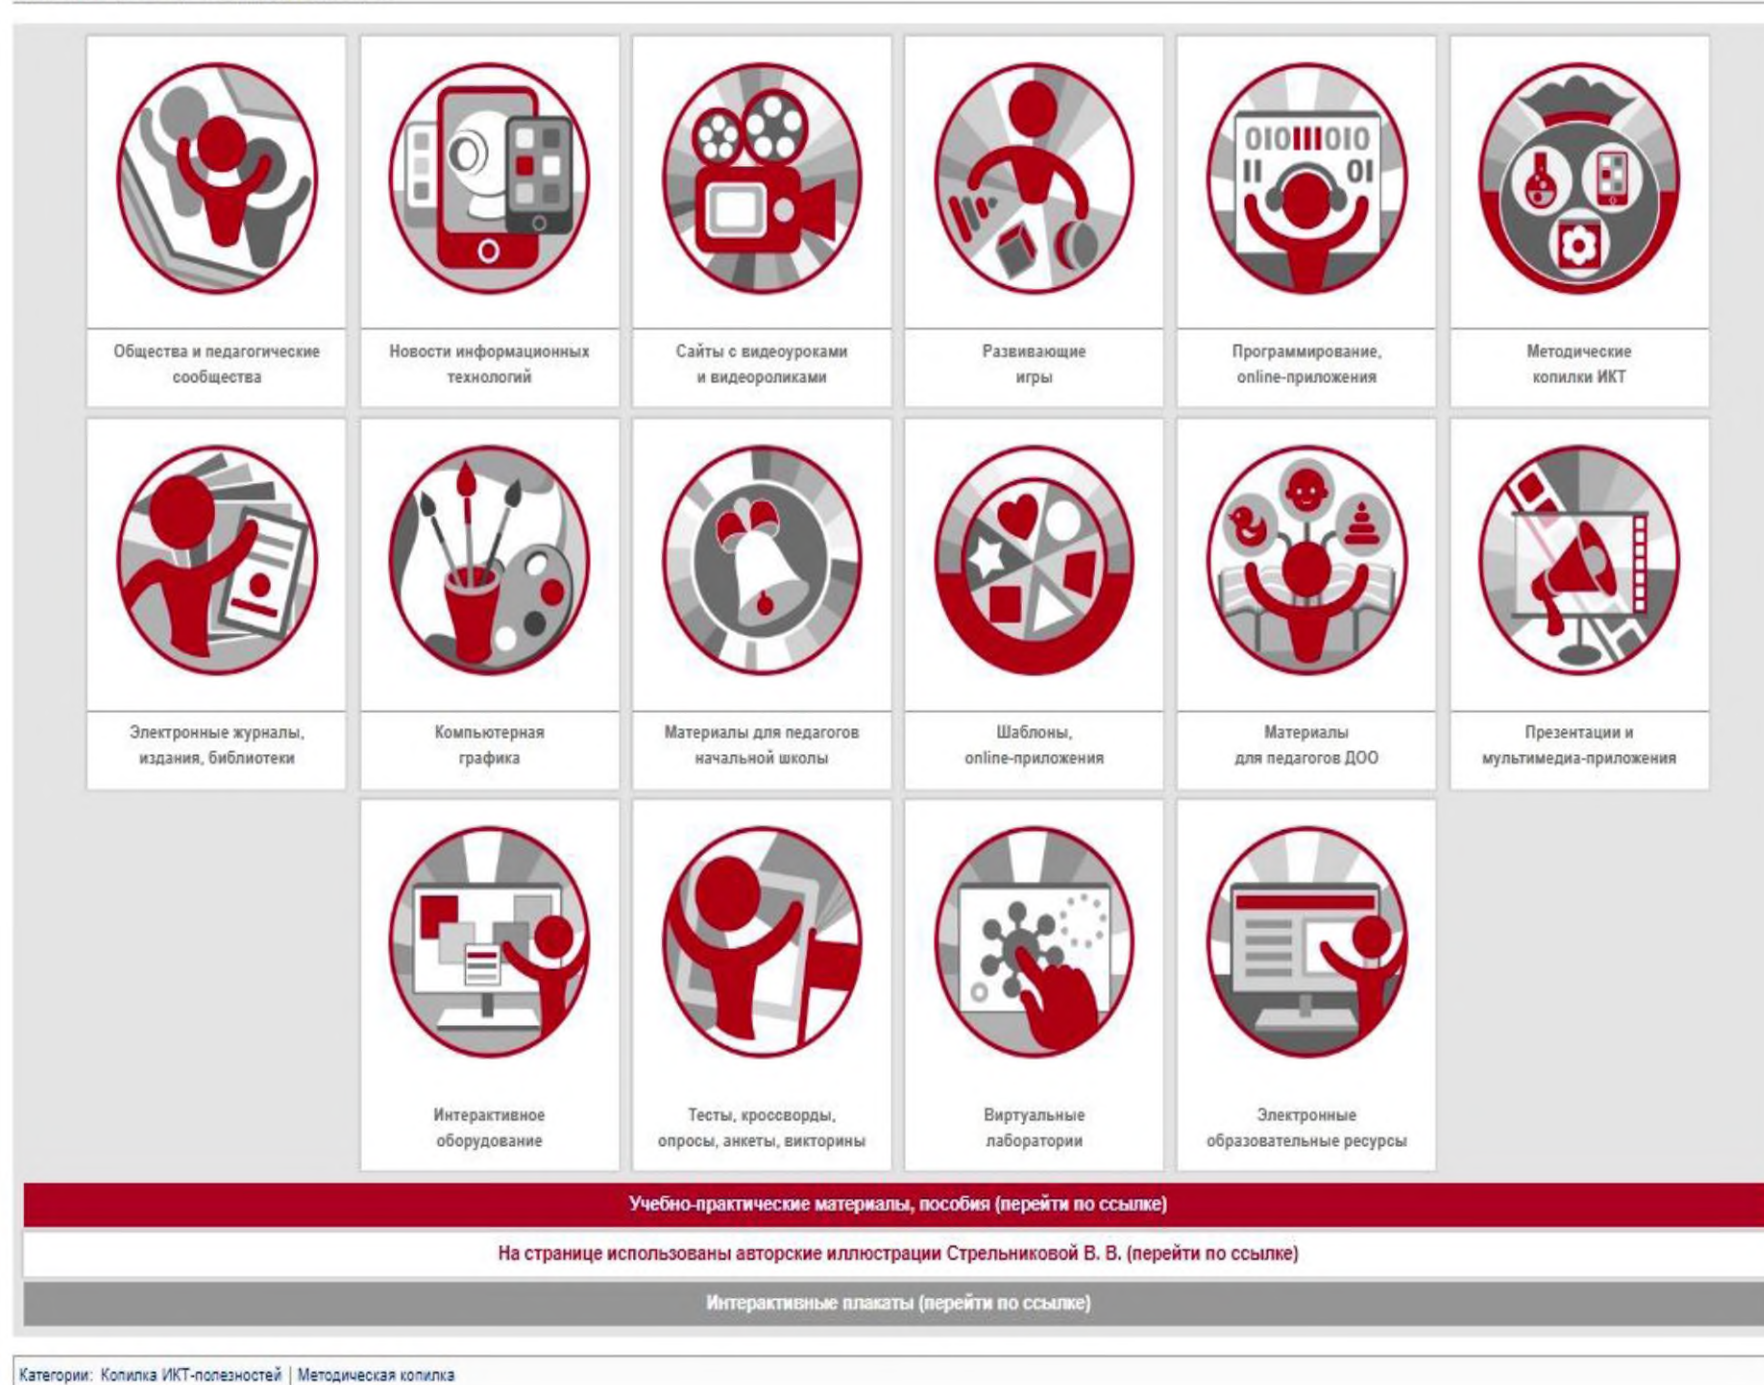 010111010
11 01
Общества и педагогические
сообщества
Новости информационных
технологий
Сайты с видеоуроками
и видеороликами
Развивающие
игры
Программирование,
online-приложения
Методические
копилки ИКТ
Электронные журналы,
издания, библиотеки
Компьютерная
графика
Материалы для педагогов
начальной школы
Шаблоны,
online-приложения
Материалы
для педагогов ДОО
Презентации и
мультимедиа-приложения
Интерактивное
оборудование
Тесты, кроссворды,
опросы, анкеты, викторины
Виртуальные
лаборатории
Электронные
образовательные ресурсы
Учебно-практические материалы, пособия (перейти по ссылке)
На странице использованы авторские иллюстрации Стрельниковой В. В. (перейти по ссылке)
Интерактивные плакаты (перейти по ссылке)
Категории: Копилка ИКТ-полезностей | Методическая копилка